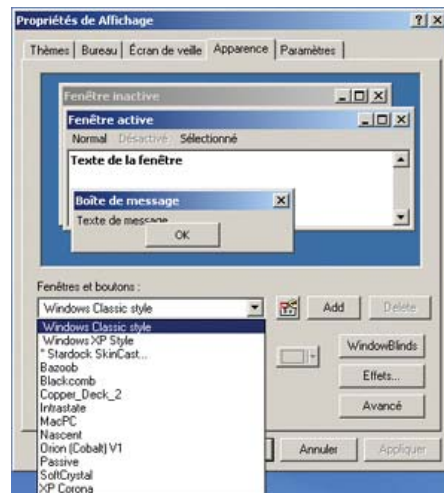 Propriétés de Affichage
Thèmes Bureau Écran de veille Apparence Paramètres
Fenêtre inactive
Fenêtre active
Normal Désactivé Sélectionné
Texte de la fenêtre
Boîte de message
Texte de message
OK
Fenêtres et boutons :
Windows Classic style
Add Delete
Windows Classic style
Windows XP Style
* Stardock SkinCast...
Bazoob
Blackcomb
Copper_Deck_2
Intrastate
MacPC
Nascent
Orion (Cobalt) V1
Passive
SoftCrystal
XP Corona
WindowBlinds
Effets...
Avancé
Annuler Appliquer